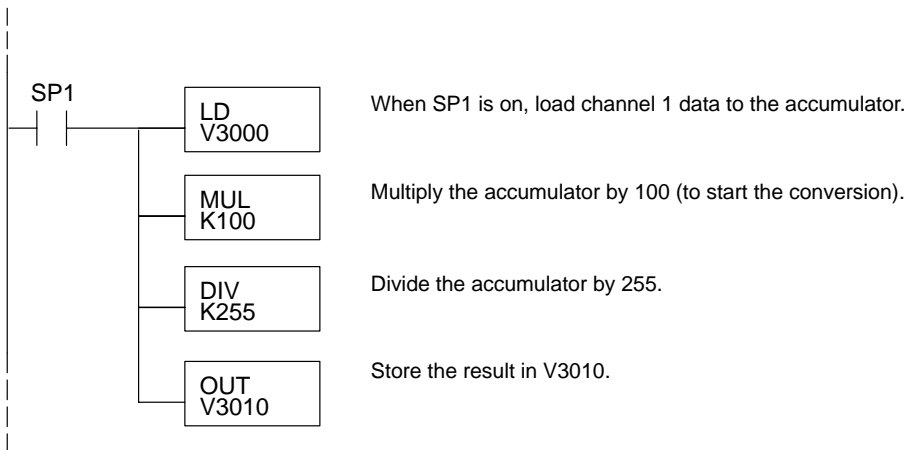 SP1
LD
V3000
When SP1 is on, load channel 1 data to the accumulator.
MUL
K100
Multiply the accumulator by 100 (to start the conversion).
DIV
K255
Divide the accumulator by 255.
OUT
V3010
Store the result in V3010.